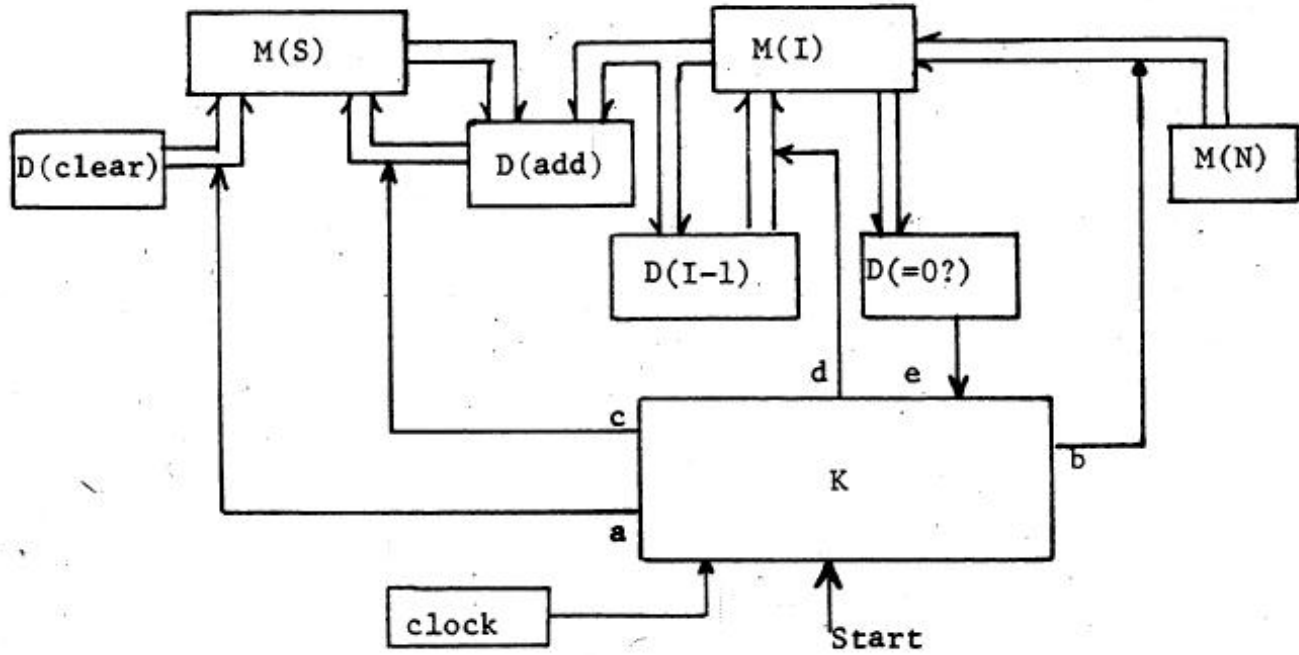 M(S)
M(I)
D(clear)
D(add)
M(N)
D(I-1)
D(=0?)
d
e
c
b
K
a
clock
Start